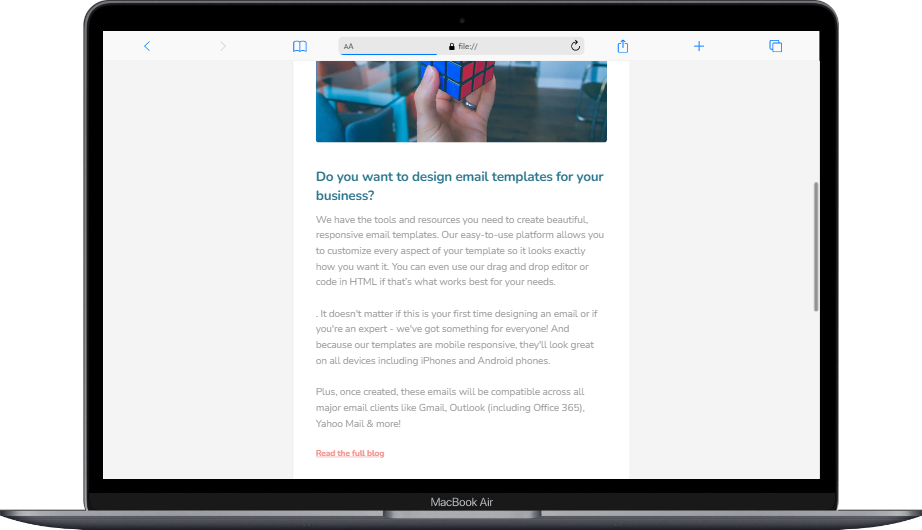 AA
file://
Do you want to design email templates for your
business?
We have the tools and resources you need to create beautiful,
responsive email templates. Our easy-to-use platform allows you
to customize every aspect of your template so it looks exactly
how you want it. You can even use our drag and drop editor or
code in HTML if that's what works best for your needs.
. It doesn't matter if this is your first time designing an email or if
you're an expert - we've got something for everyone! And
because our templates are mobile responsive, they'll look great
on all devices including iPhones and Android phones.
Plus, once created, these emails will be compatible across all
major email clients like Gmail, Outlook (including Office 365),
Yahoo Mail & more!
Read the full blog
MacBook Air